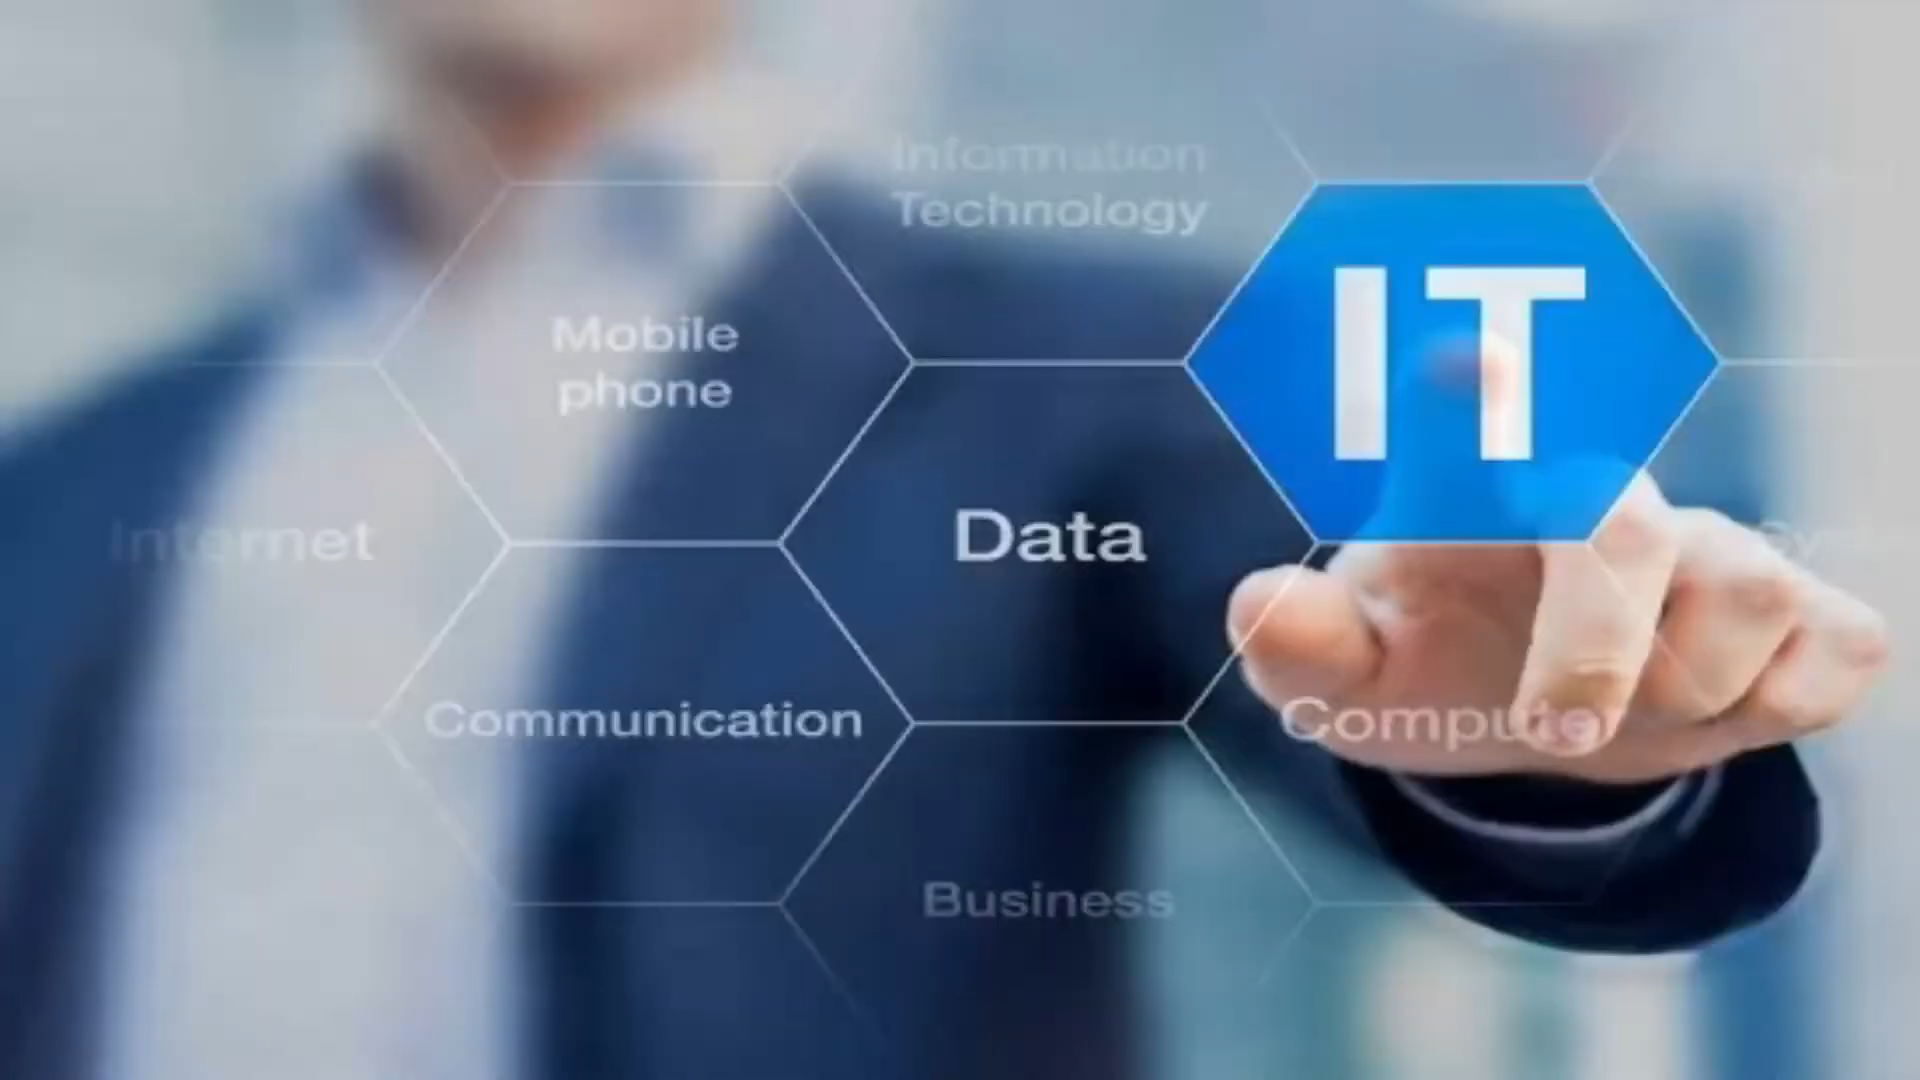 Information
Technology
IT
Mobile
phone
Internet
Data
Communication
Computer
Business